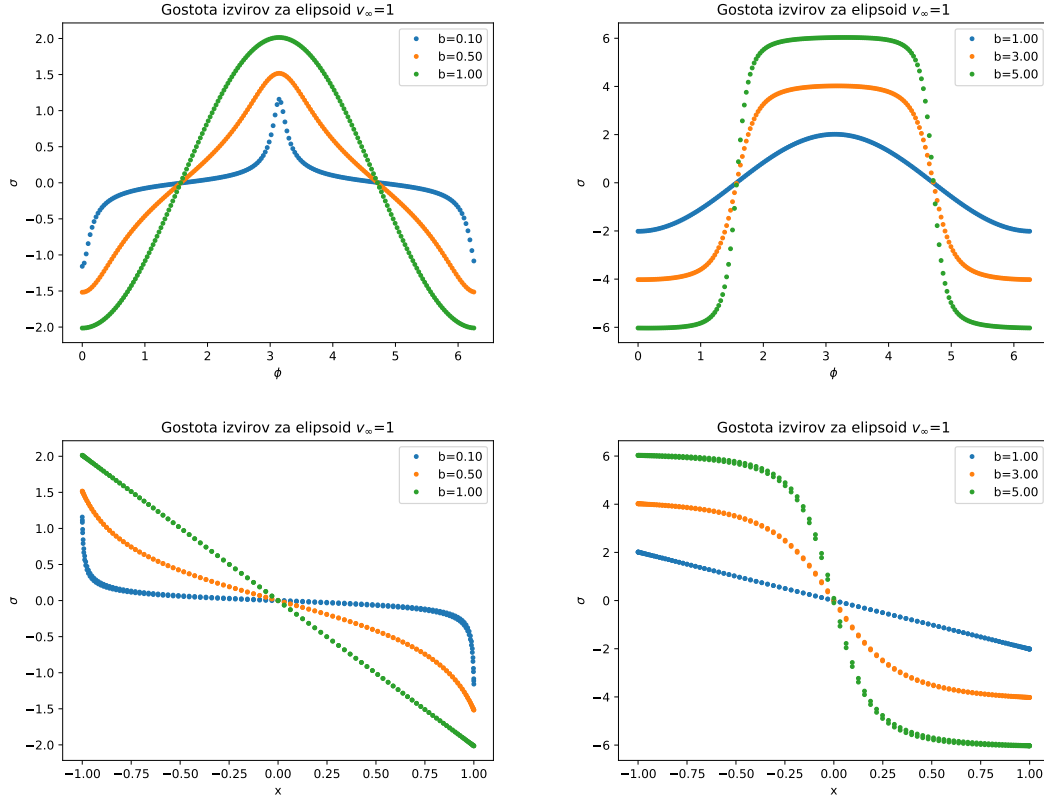 Gostota izvirov za elipsoid v∞=1
b=0.10
b=0.50
b=1.00
2.0
1.5
1.0
0.5
0.0
−0.5
−1.0
−1.5
−2.0
σ
0 1 2 3 4 5 6
ϕ
Gostota izvirov za elipsoid v∞=1
b=1.00
b=3.00
b=5.00
6
4
2
0
−2
−4
−6
σ
0 1 2 3 4 5 6
ϕ
Gostota izvirov za elipsoid v∞=1
b=0.10
b=0.50
b=1.00
2.0
1.5
1.0
0.5
0.0
−0.5
−1.0
−1.5
−2.0
σ
−1.00 −0.75 −0.50 −0.25 0.00 0.25 0.50 0.75 1.00
x
Gostota izvirov za elipsoid v∞=1
b=1.00
b=3.00
b=5.00
6
4
2
0
−2
−4
−6
σ
−1.00 −0.75 −0.50 −0.25 0.00 0.25 0.50 0.75 1.00
x